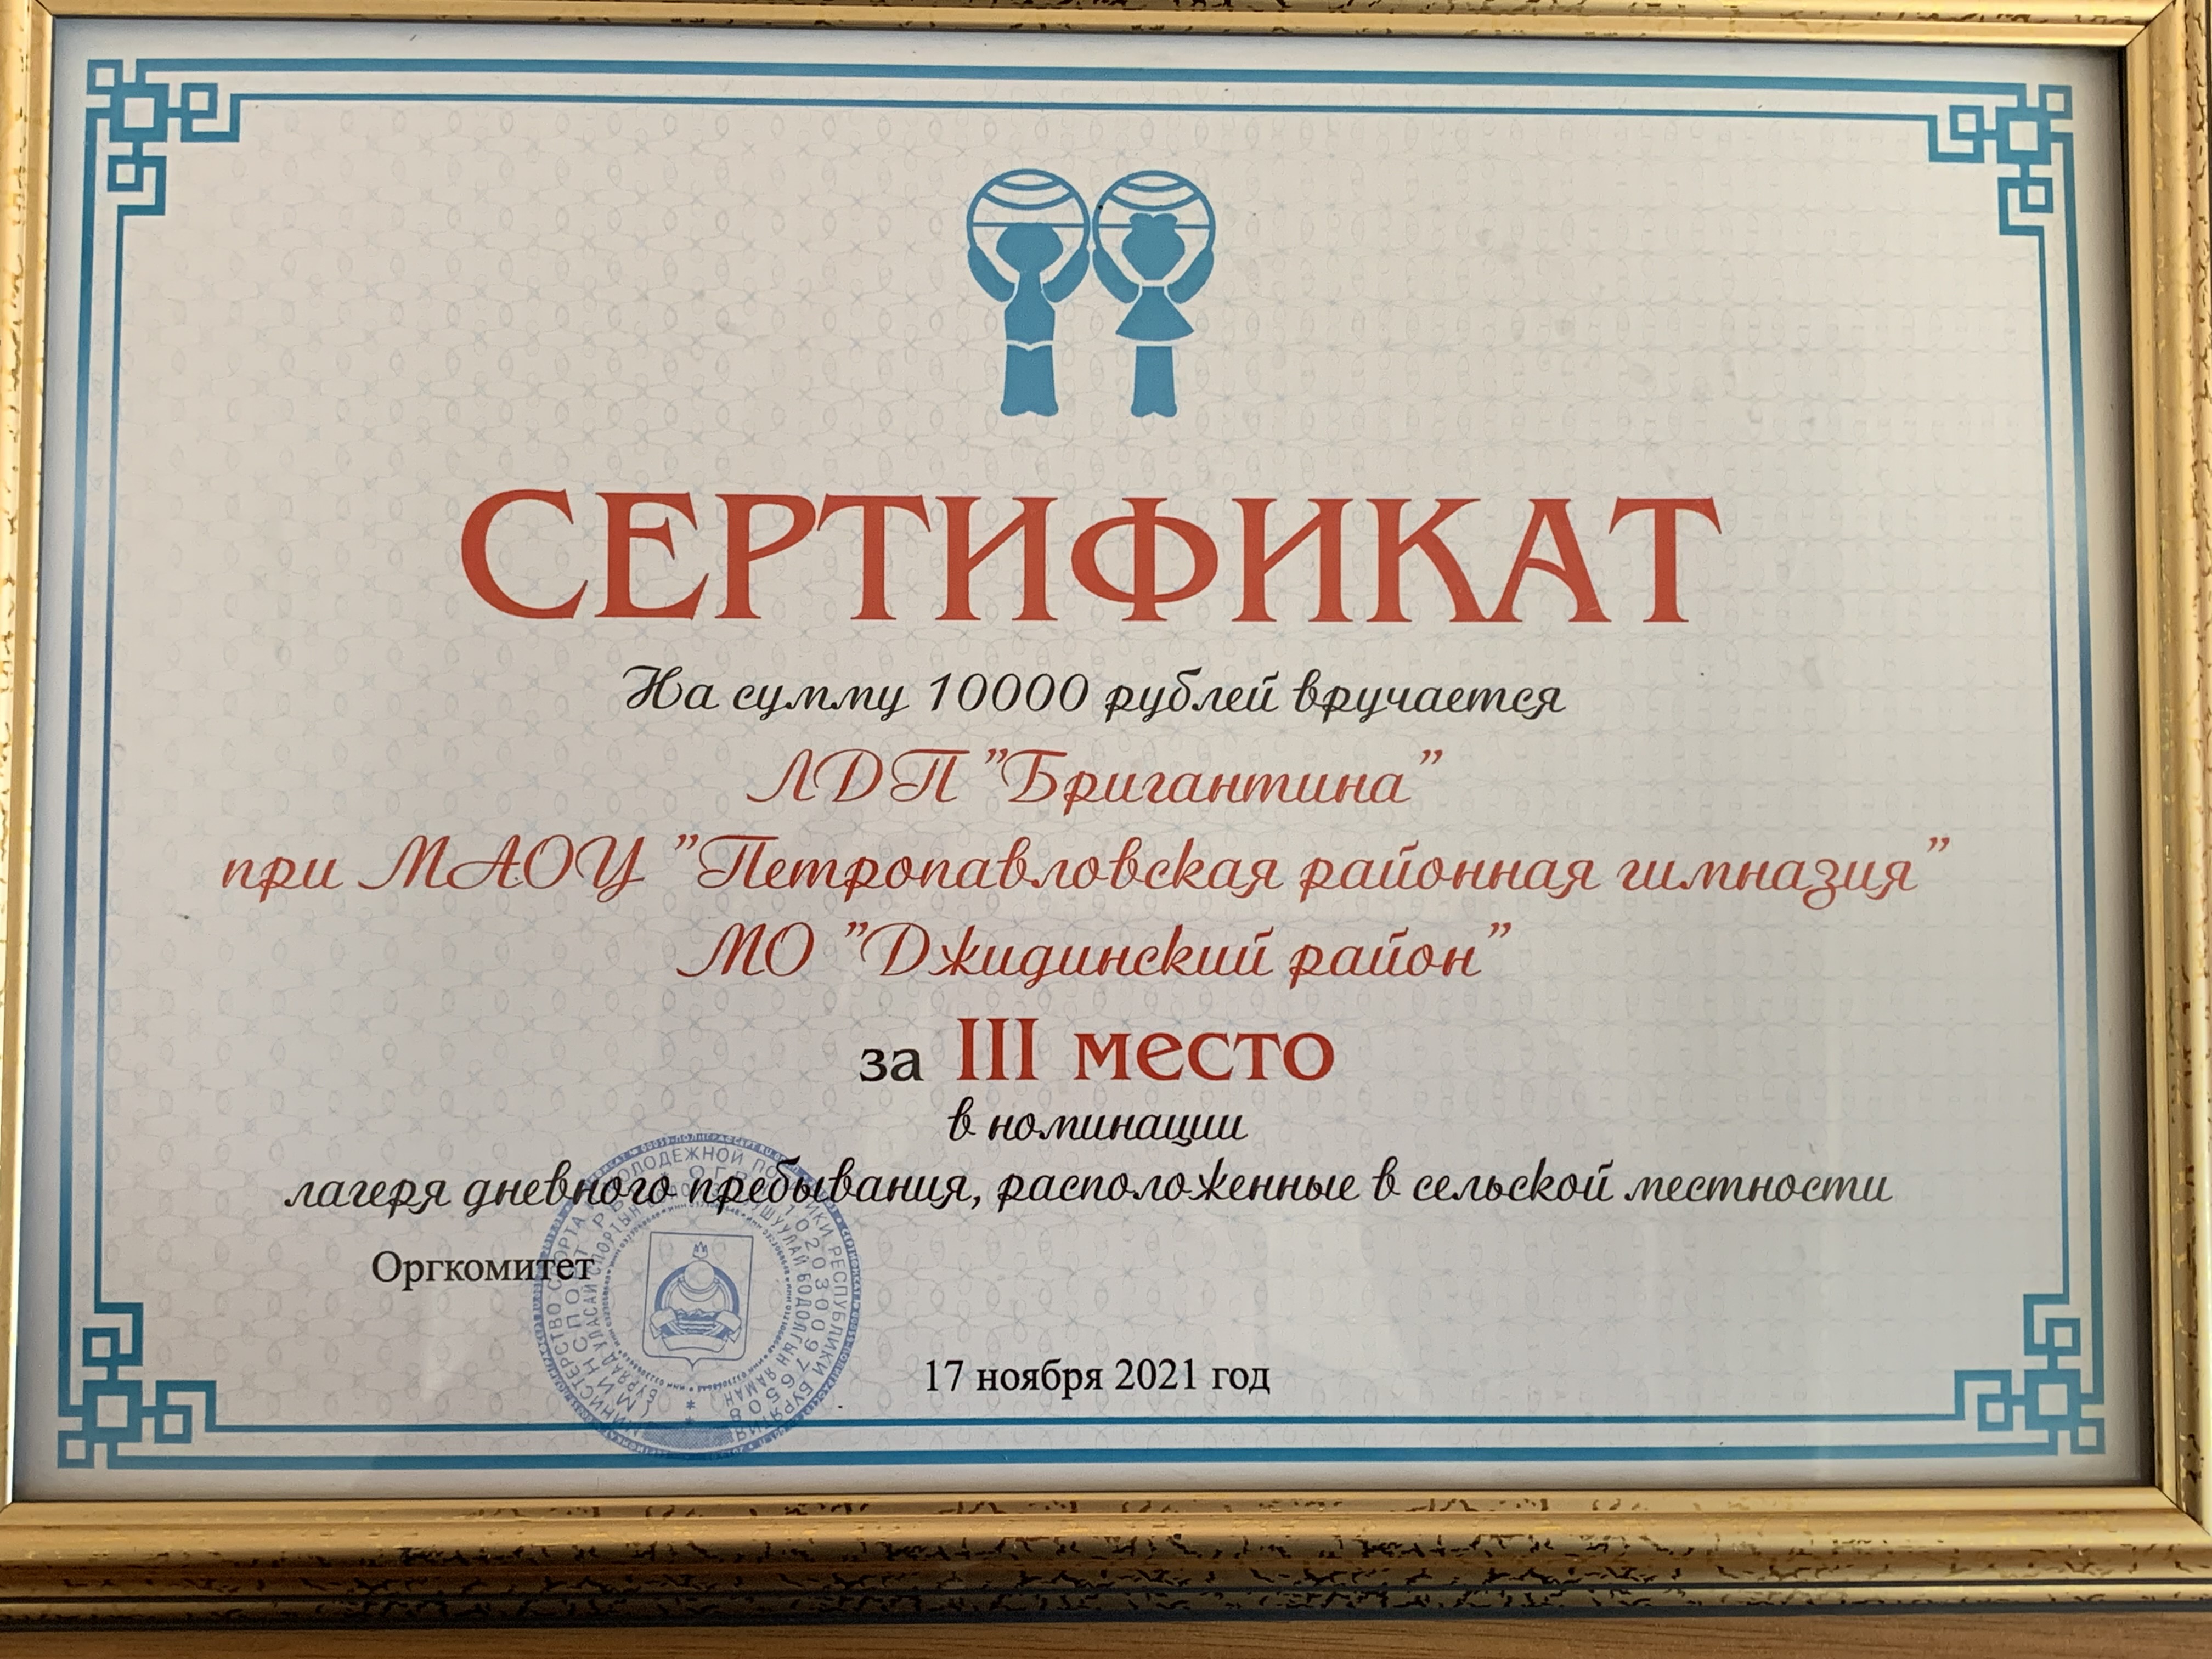 СЕРТИФИКАТ
На сумму 10000 рублей вручается
ЛДП "Бригантина"
при МАОУ "Петропавловская районная гимназия"
МО "Джидинский район"
за III место
в номинации
лагеря дневного пребывания, расположенные в сельской местности
Оргкомитет
17 ноября 2021 год